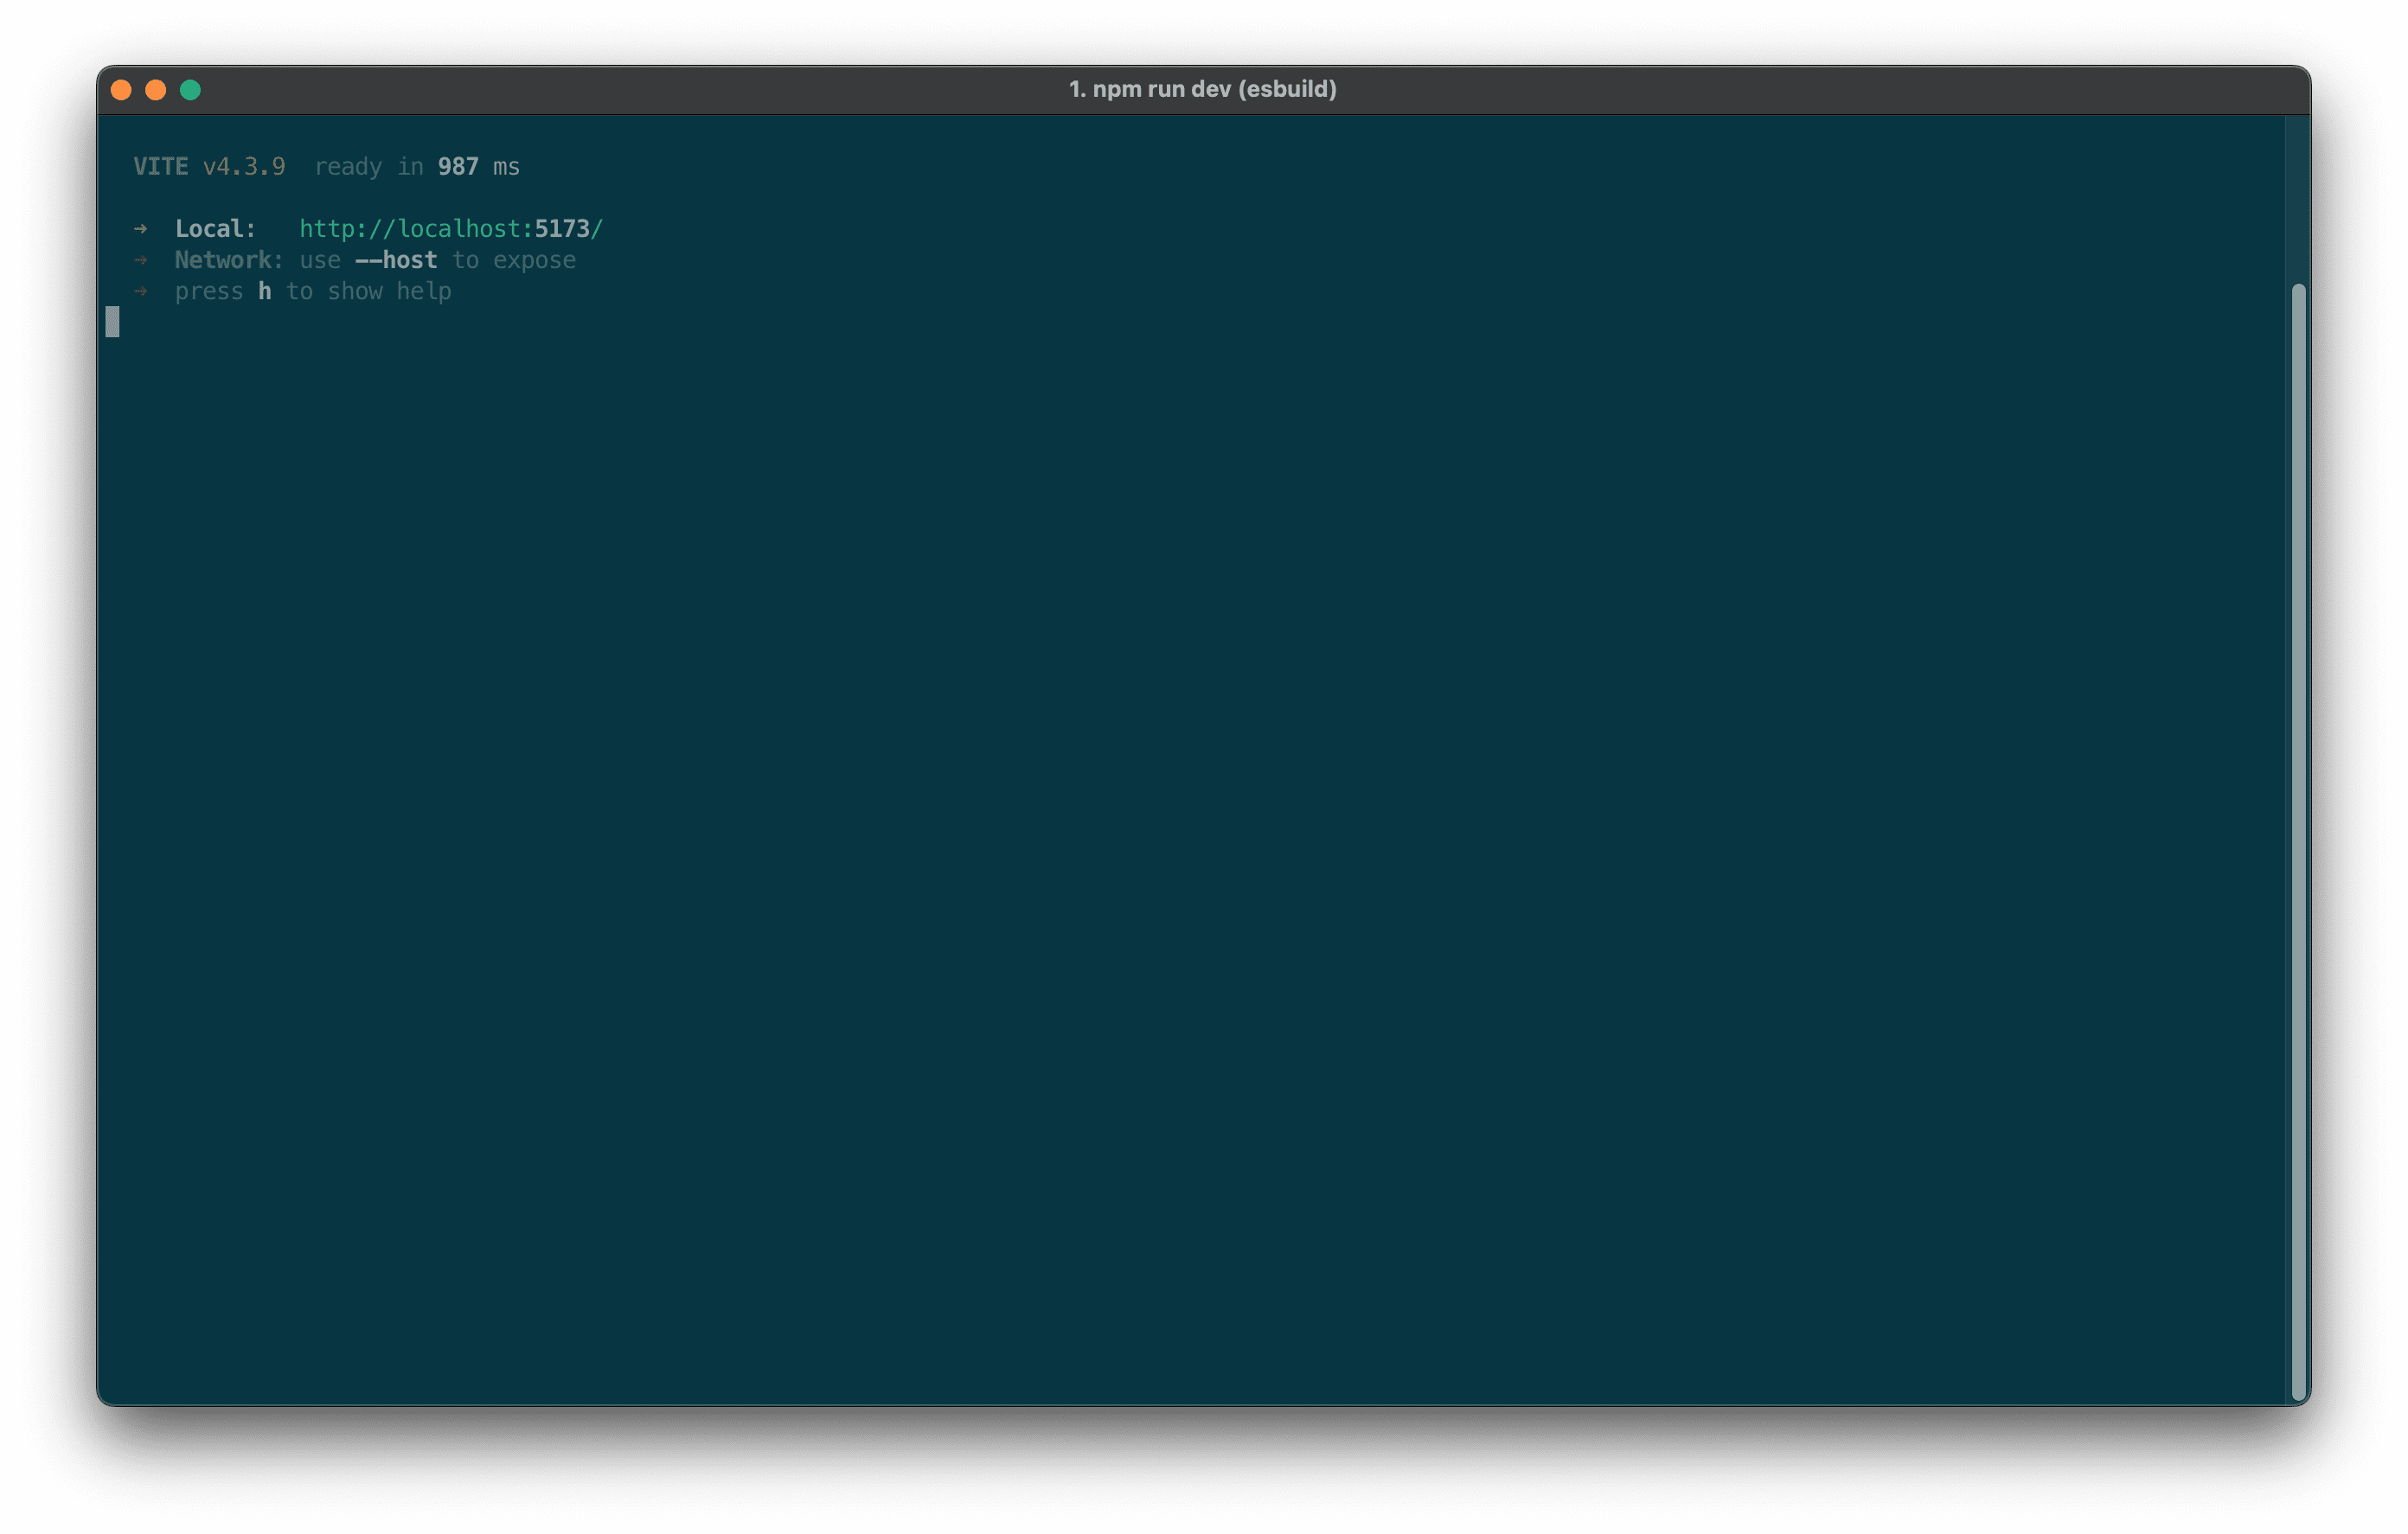 1. npm run dev (esbuild)
VITE v4.3.9  ready in 987 ms
➜  Local:   http://localhost:5173/
➜  Network: use --host to expose
➜  press h to show help